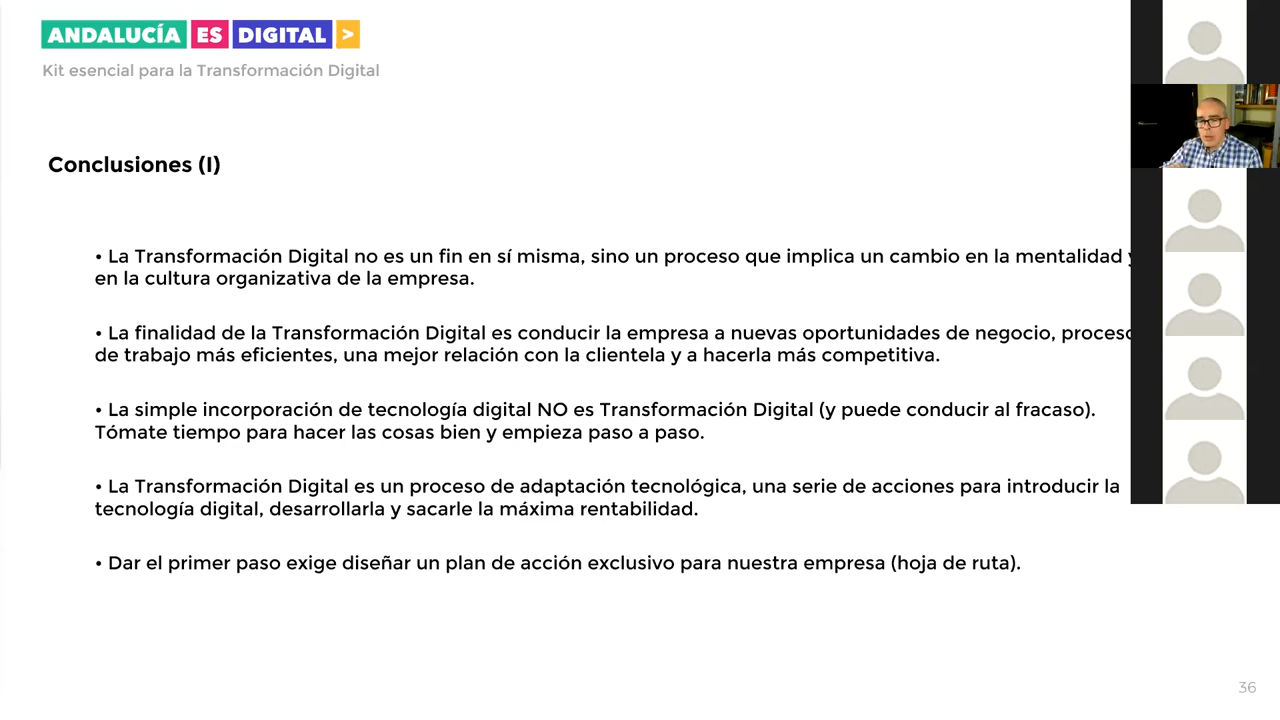 ANDALUCÍA ES DIGITAL >
Kit esencial para la Transformación Digital
Conclusiones (I)
• La Transformación Digital no es un fin en sí misma, sino un proceso que implica un cambio en la mentalidad y
en la cultura organizativa de la empresa.
• La finalidad de la Transformación Digital es conducir la empresa a nuevas oportunidades de negocio,
de trabajo más eficientes, una mejor relación con la clientela y a hacerla más competitiva.
• La simple incorporación de tecnología digital NO es Transformación Digital (y puede conducir al fracaso).
Tómate tiempo para hacer las cosas bien y empieza paso a paso.
• La Transformación Digital es un proceso de adaptación tecnológica, una serie de acciones para introducir la
tecnología digital, desarrollarla y sacarle la máxima rentabilidad.
• Dar el primer paso exige diseñar un plan de acción exclusivo para nuestra empresa (hoja de ruta).
36